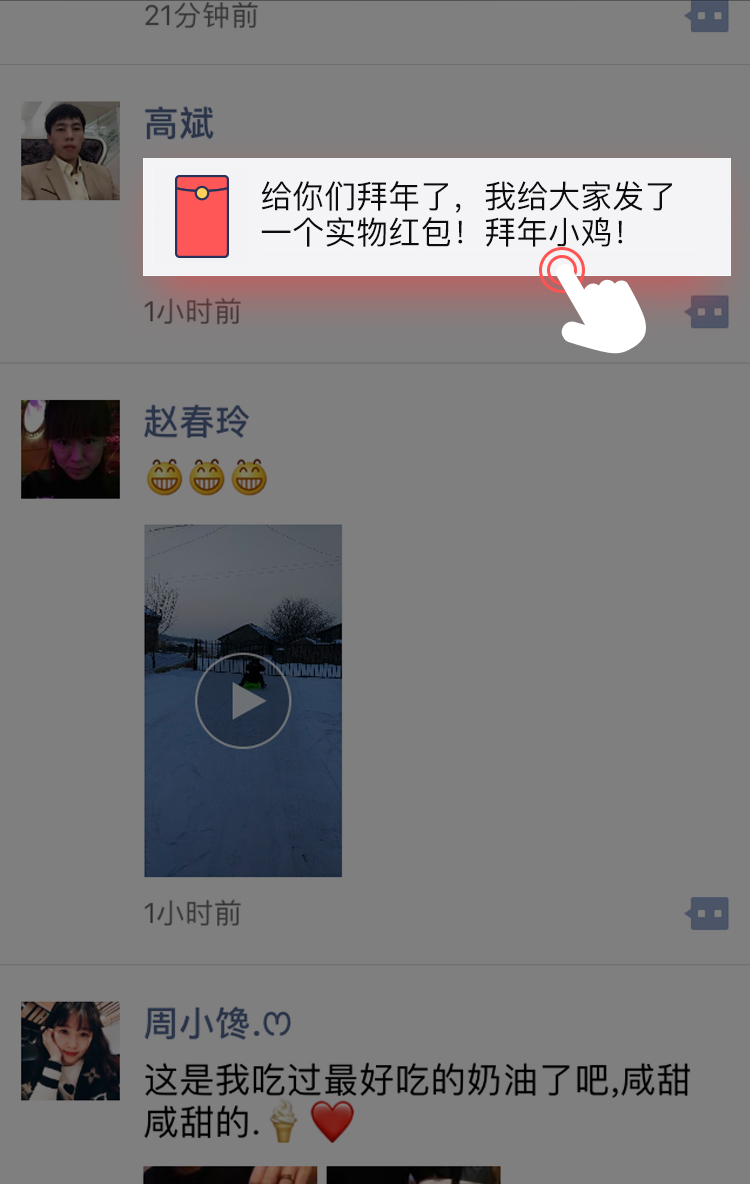 21分钟前
高斌
给你们拜年了，我给大家发了
一个实物红包！拜年小鸡！
1小时前
赵春玲
1小时前
周小馋.ෆ
这是我吃过最好吃的奶油了吧,咸甜
咸甜的.🍦❤️